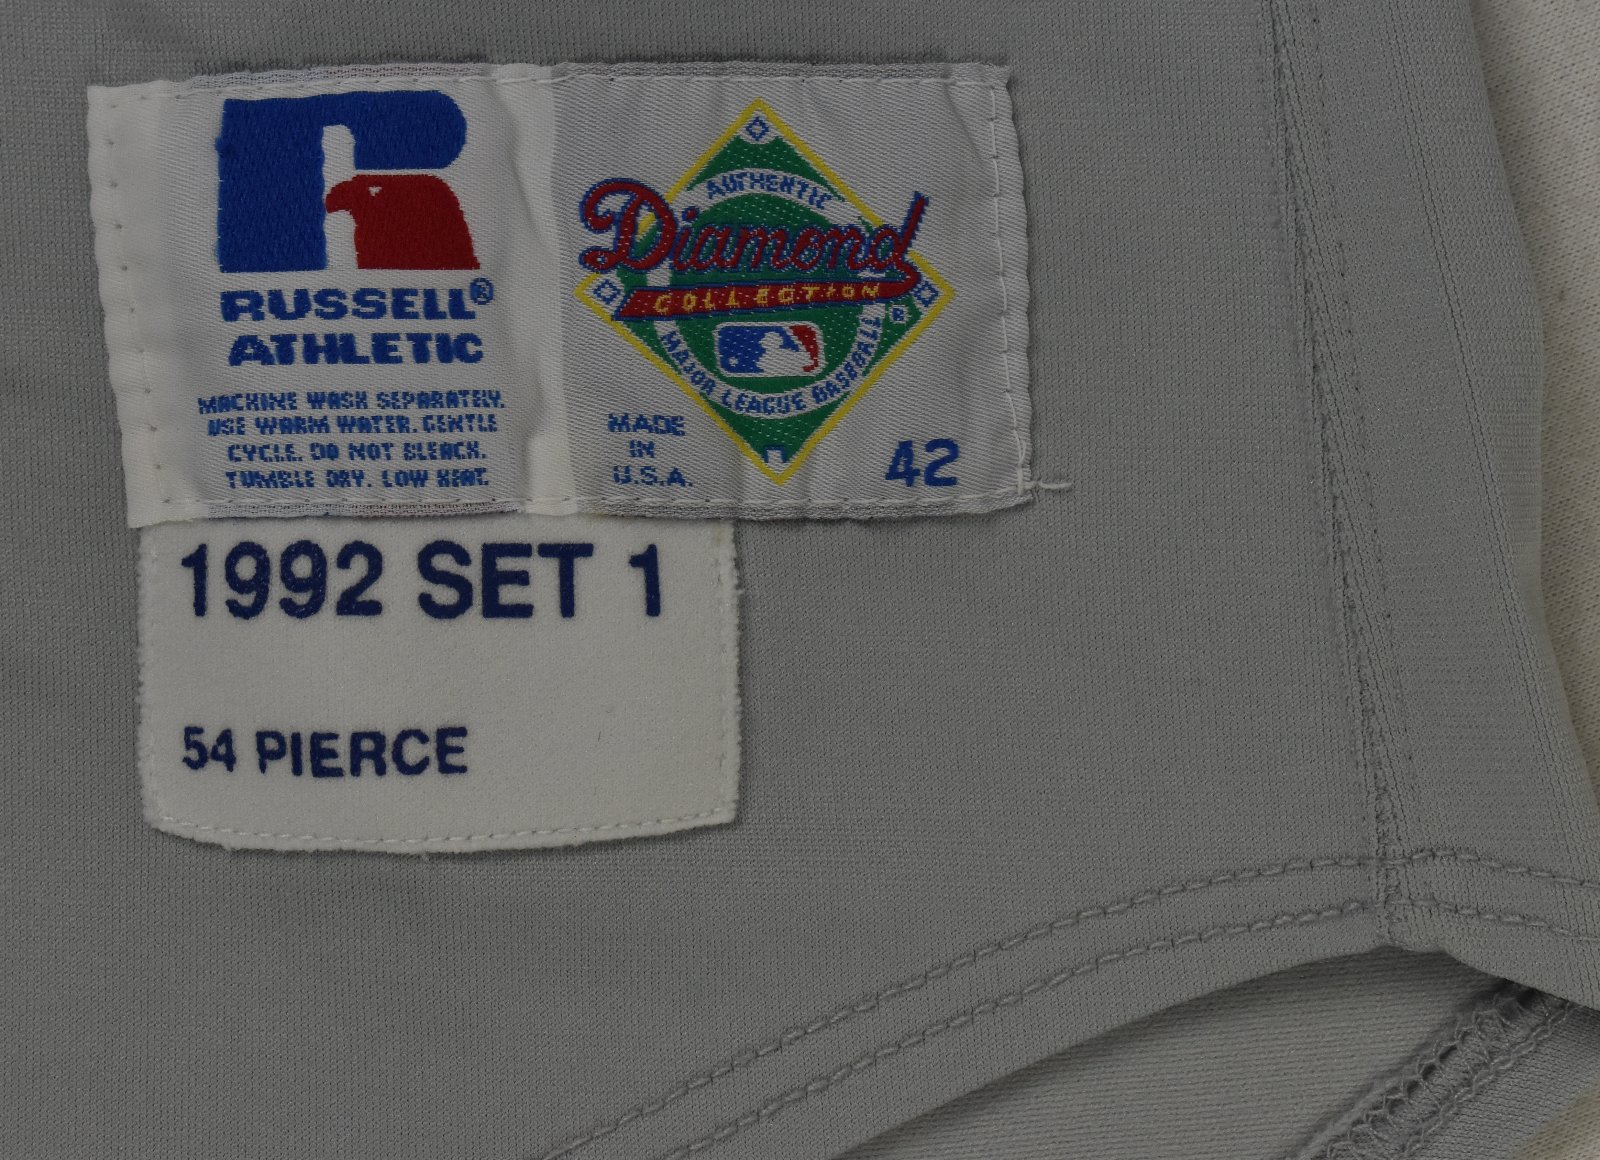 RUSSELL®
ATHLETIC
MACHINE WASH SEPARATELY.
USE WARM WATER. GENTLE
CYCLE. DO NOT BLEACH.
TUMBLE DRY. LOW HEAT.
AUTHENTIC
Diamond
COLLECTION
®
MAJOR LEAGUE BASEBALL
MADE
IN
U.S.A.
42
1992 SET 1
54 PIERCE